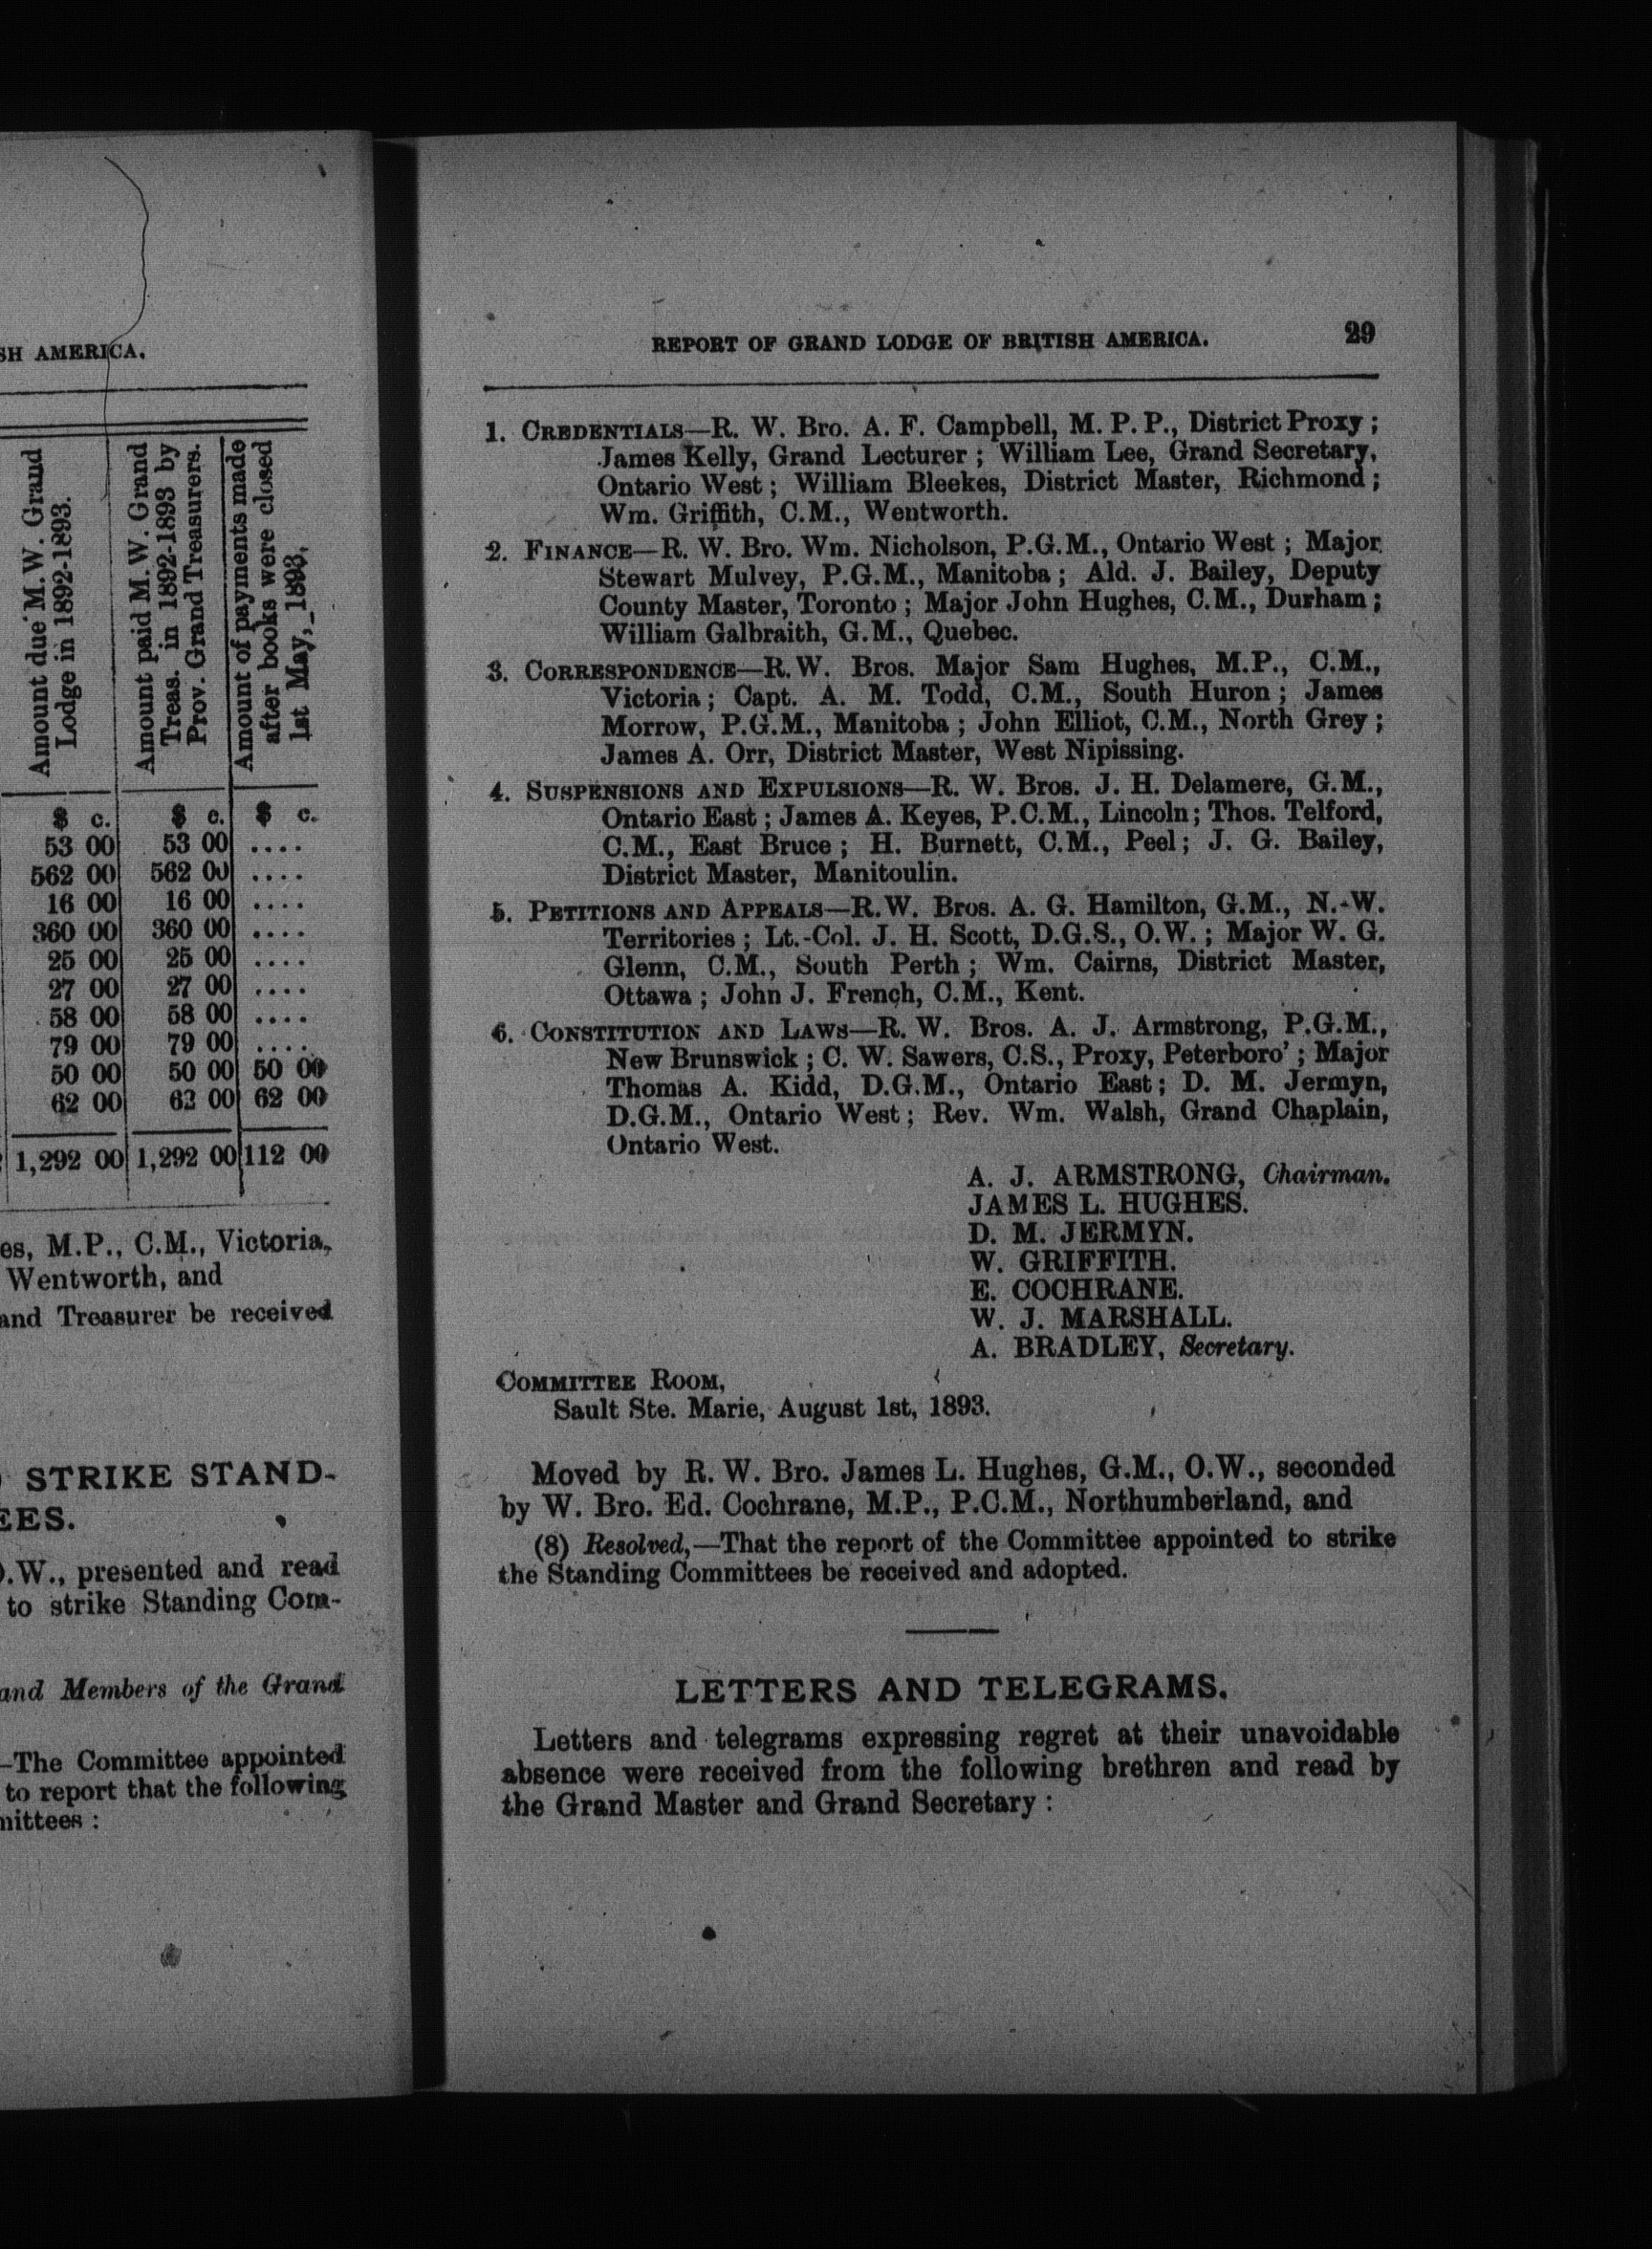 SH AMERICA.
Amount due M.W. Grand
Lodge in 1892-1893.
Amount paid M.W. Grand
Treas. in 1892-1893 by
Prov. Grand Treasurers.
Amount of payments made
after books were closed
1st May, 1893.
$ c. $ c. $ c.
53 00 53 00 ....
562 00 562 00 ....
16 00 16 00 ....
360 00 360 00 ....
25 00 25 00 ....
27 00 27 00 ....
58 00 58 00 ....
79 00 79 00 ....
50 00 50 00 50 00
62 00 62 00 62 00
1,292 00 1,292 00 112 00
es, M.P., C.M., Victoria,
Wentworth, and
and Treasurer be received
STRIKE STAND-
EES.
O.W., presented and read
to strike Standing Com-
and Members of the Grand
—The Committee appointed
to report that the following
mittees :
REPORT OF GRAND LODGE OF BRITISH AMERICA. 29
1. CREDENTIALS—R. W. Bro. A. F. Campbell, M. P. P., District Proxy ;
James Kelly, Grand Lecturer ; William Lee, Grand Secretary,
Ontario West ; William Bleekes, District Master, Richmond ;
Wm. Griffith, C.M., Wentworth.
2. FINANCE—R. W. Bro. Wm. Nicholson, P.G.M., Ontario West ; Major
Stewart Mulvey, P.G.M., Manitoba ; Ald. J. Bailey, Deputy
County Master, Toronto ; Major John Hughes, C.M., Durham ;
William Galbraith, G.M., Quebec.
3. CORRESPONDENCE—R. W. Bros. Major Sam Hughes, M.P., C.M.,
Victoria ; Capt. A. M. Todd, C.M., South Huron ; James
Morrow, P.G.M., Manitoba ; John Elliot, C.M., North Grey ;
James A. Orr, District Master, West Nipissing.
4. SUSPENSIONS AND EXPULSIONS—R. W. Bros. J. H. Delamere, G.M.,
Ontario East ; James A. Keyes, P.C.M., Lincoln ; Thos. Telford,
C.M., East Bruce ; H. Burnett, C.M., Peel ; J. G. Bailey,
District Master, Manitoulin.
5. PETITIONS AND APPEALS—R. W. Bros. A. G. Hamilton, G.M., N.-W.
Territories ; Lt.-Col. J. H. Scott, D.G.S., O.W. ; Major W. G.
Glenn, C.M., South Perth ; Wm. Cairns, District Master,
Ottawa ; John J. French, C.M., Kent.
6. CONSTITUTION AND LAWS—R. W. Bros. A. J. Armstrong, P.G.M.,
New Brunswick ; C. W. Sawers, C.S., Proxy, Peterboro' ; Major
Thomas A. Kidd, D.G.M., Ontario East ; D. M. Jermyn,
D.G.M., Ontario West ; Rev. Wm. Walsh, Grand Chaplain,
Ontario West.
A. J. ARMSTRONG, Chairman.
JAMES L. HUGHES.
D. M. JERMYN.
W. GRIFFITH.
E. COCHRANE.
W. J. MARSHALL.
A. BRADLEY, Secretary.
COMMITTEE ROOM,
Sault Ste. Marie, August 1st, 1893.
Moved by R. W. Bro. James L. Hughes, G.M., O.W., seconded
by W. Bro. Ed. Cochrane, M.P., P.C.M., Northumberland, and
(8) Resolved,—That the report of the Committee appointed to strike
the Standing Committees be received and adopted.
LETTERS AND TELEGRAMS.
Letters and telegrams expressing regret at their unavoidable
absence were received from the following brethren and read by
the Grand Master and Grand Secretary :